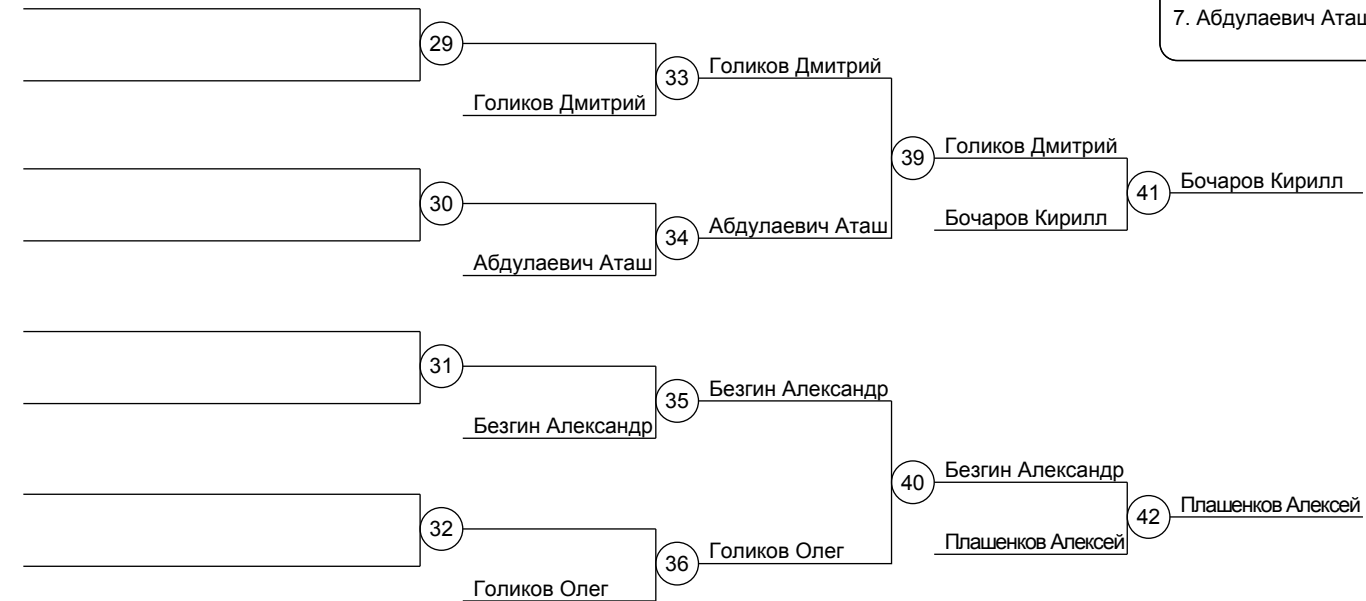 7. Абдулаевич Аташ
29
33
Голиков Дмитрий
Голиков Дмитрий
39
Голиков Дмитрий
41
Бочаров Кирилл
30
34
Абдулаевич Аташ
Бочаров Кирилл
Абдулаевич Аташ
31
35
Безгин Александр
Безгин Александр
40
Безгин Александр
42
Плашенков Алексей
32
36
Голиков Олег
Плашенков Алексей
Голиков Олег